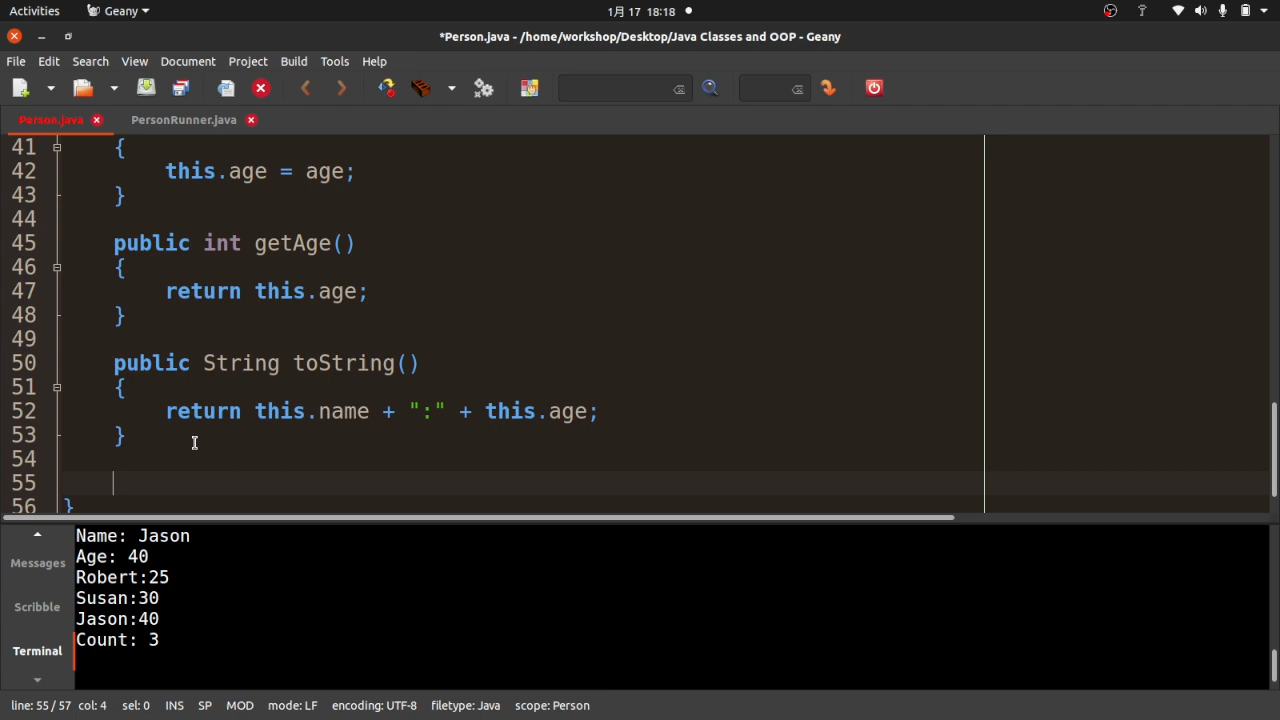 Activities Geany 1月 17 18:18
*Person.java - /home/workshop/Desktop/Java Classes and OOP - Geany
File Edit Search View Document Project Build Tools Help
Person.java PersonRunner.java
41 {
42 this.age = age;
43 }
44
45 public int getAge()
46 {
47 return this.age;
48 }
49
50 public String toString()
51 {
52 return this.name + ":" + this.age;
53 }
54
55
56 }
Messages
Scribble
Terminal
Name: Jason
Age: 40
Robert:25
Susan:30
Jason:40
Count: 3
line: 55 / 57 col: 4 sel: 0 INS SP MOD mode: LF encoding: UTF-8 filetype: Java scope: Person